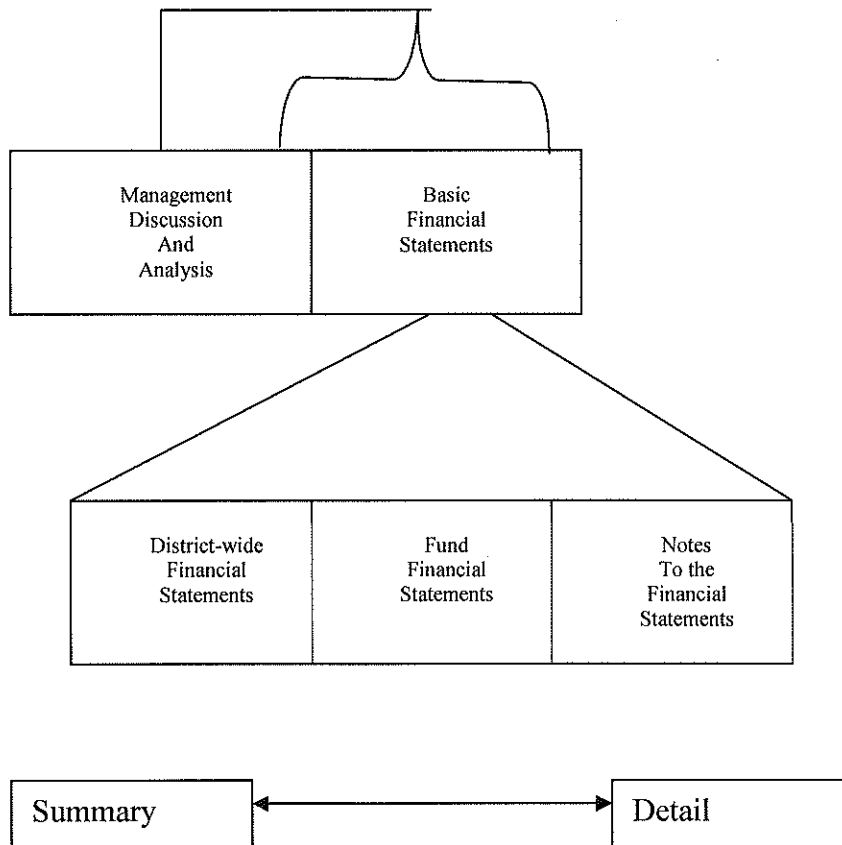 Management
Discussion
And
Analysis
Basic
Financial
Statements
District-wide
Financial
Statements
Fund
Financial
Statements
Notes
To the
Financial
Statements
Summary
Detail